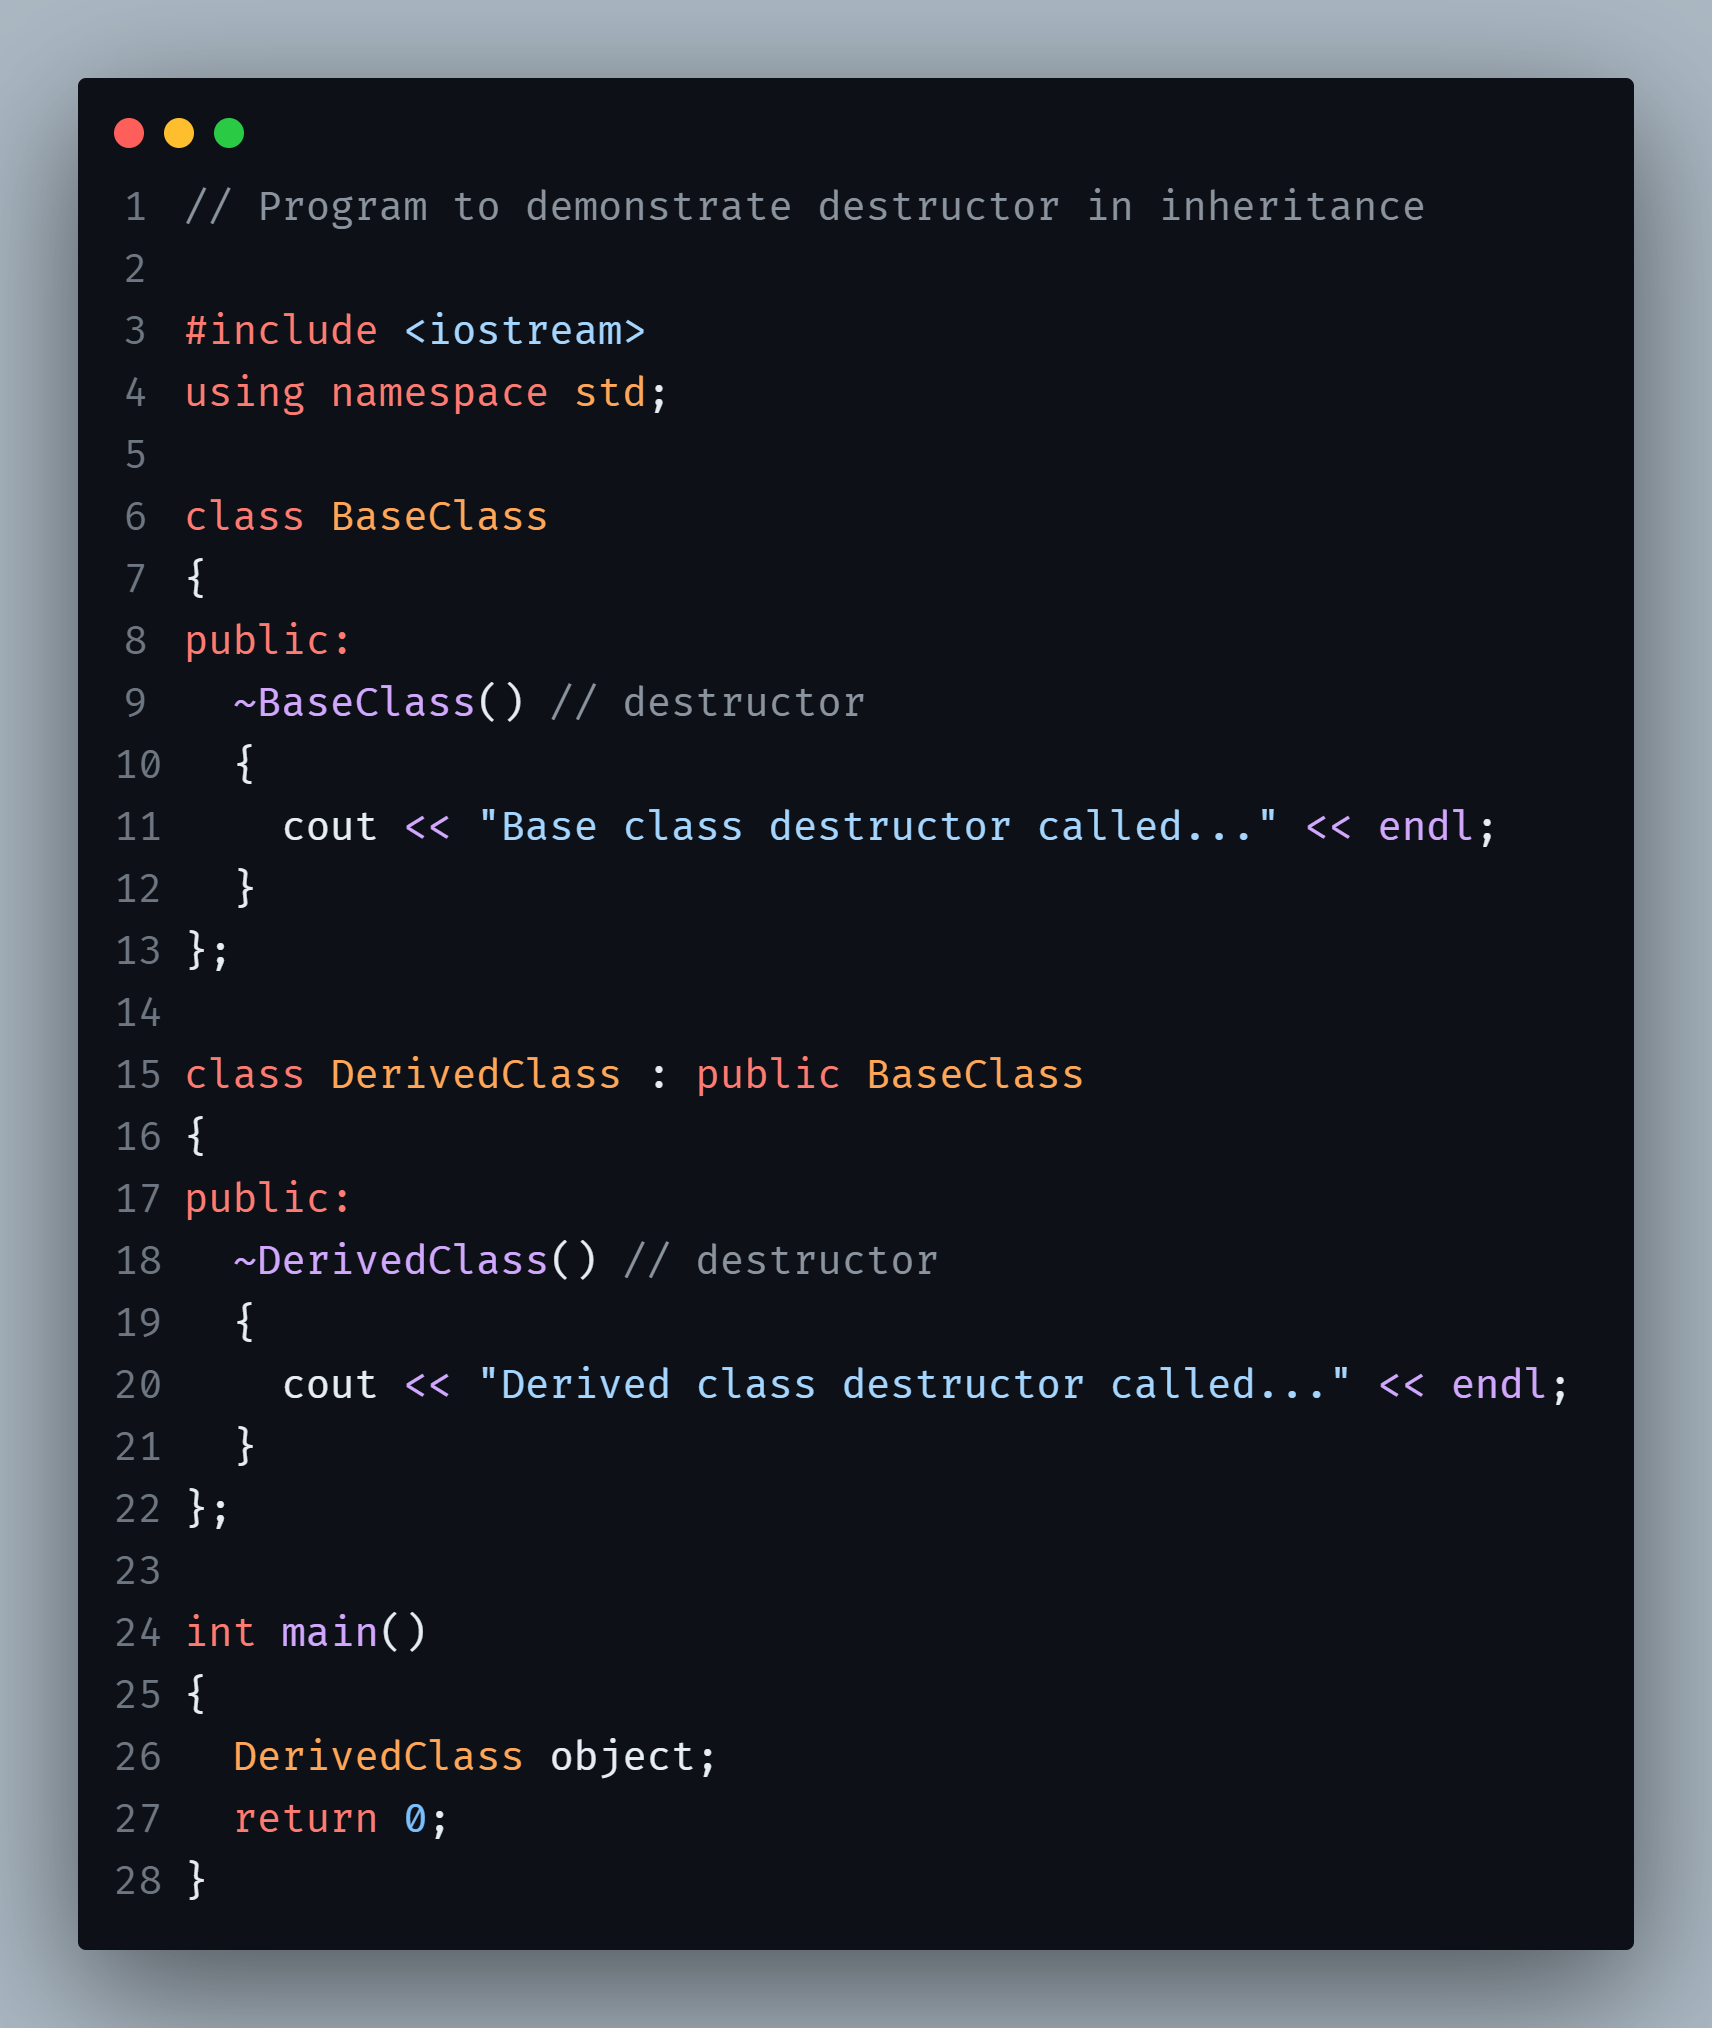 1 // Program to demonstrate destructor in inheritance
2
3 #include <iostream>
4 using namespace std;
5
6 class BaseClass
7 {
8 public:
9   ~BaseClass() // destructor
10   {
11     cout << "Base class destructor called..." << endl;
12   }
13 };
14
15 class DerivedClass : public BaseClass
16 {
17 public:
18   ~DerivedClass() // destructor
19   {
20     cout << "Derived class destructor called..." << endl;
21   }
22 };
23
24 int main()
25 {
26   DerivedClass object;
27   return 0;
28 }